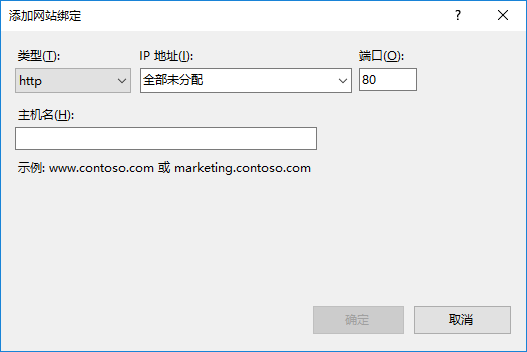 添加网站绑定
?
类型(T):
IP 地址(I):
端口(O):
http
全部未分配
80
主机名(H):
示例: www.contoso.com 或 marketing.contoso.com
确定
取消